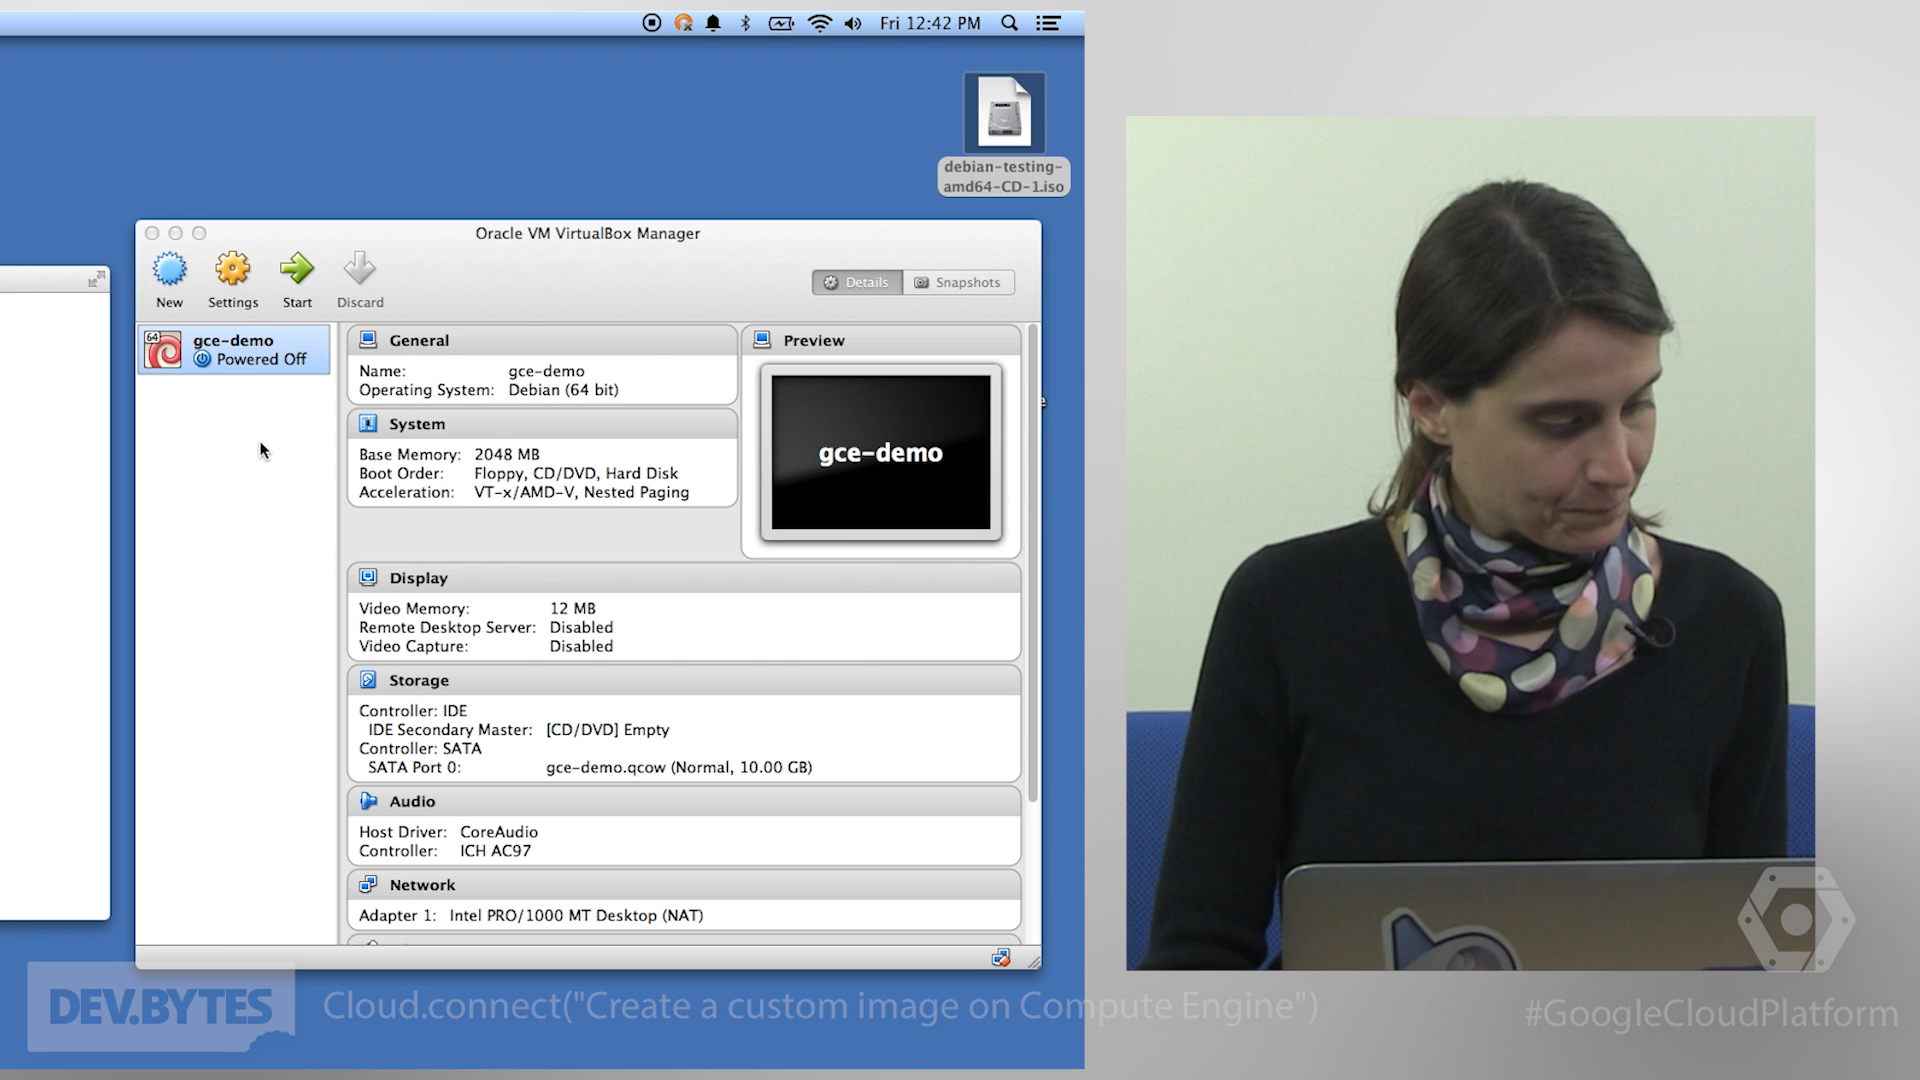 Fri 12:42 PM
debian-testing-
amd64-CD-1.iso
Oracle VM VirtualBox Manager
New
Settings
Start
Discard
Details
Snapshots
64
gce-demo
Powered Off
General
Name: gce-demo
Operating System: Debian (64 bit)
System
Base Memory: 2048 MB
Boot Order: Floppy, CD/DVD, Hard Disk
Acceleration: VT-x/AMD-V, Nested Paging
Preview
gce-demo
Display
Video Memory: 12 MB
Remote Desktop Server: Disabled
Video Capture: Disabled
Storage
Controller: IDE
IDE Secondary Master: [CD/DVD] Empty
Controller: SATA
SATA Port 0: gce-demo.qcow (Normal, 10.00 GB)
Audio
Host Driver: CoreAudio
Controller: ICH AC97
Network
Adapter 1: Intel PRO/1000 MT Desktop (NAT)
DEV.BYTES
Cloud.connect("Create a custom image on Compute Engine")
#GoogleCloudPlatform